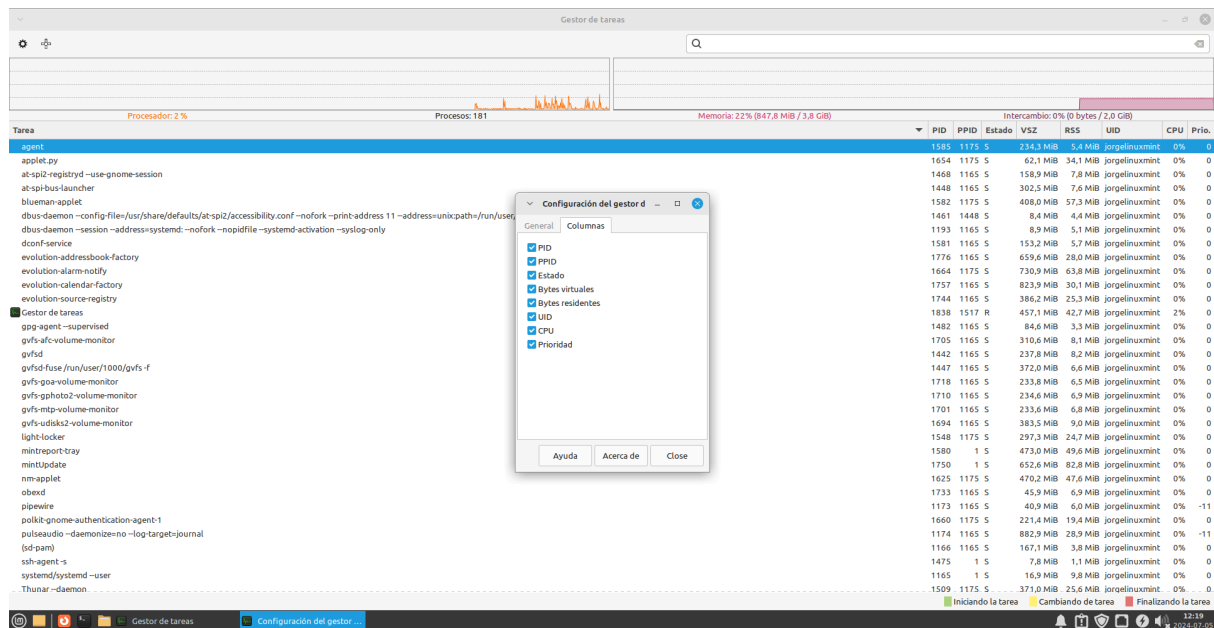 Gestor de tareas
Procesador: 2 % Procesos: 181 Memoria: 22% (847,8 MiB / 3,8 GiB) Intercambio: 0% (0 bytes / 2,0 GiB)
Tarea PID PPID Estado VSZ RSS UID CPU Prio.
agent 1585 1175 S 234,3 MiB 5,4 MiB jorgelinuxmint 0% 0
applet.py 1654 1175 S 62,1 MiB 34,1 MiB jorgelinuxmint 0% 0
at-spi2-registryd --use-gnome-session 1468 1165 S 158,9 MiB 7,8 MiB jorgelinuxmint 0% 0
at-spi-bus-launcher 1448 1165 S 302,5 MiB 7,6 MiB jorgelinuxmint 0% 0
blueman-applet 1582 1175 S 408,0 MiB 57,3 MiB jorgelinuxmint 0% 0
dbus-daemon --config-file=/usr/share/defaults/at-spi2/accessibility.conf --nofork --print-address 11 --address=unix:path=/run/user, 1461 1448 S 8,4 MiB 4,4 MiB jorgelinuxmint 0% 0
dbus-daemon --session --address=systemd: --nofork --nopidfile --systemd-activation --syslog-only 1193 1165 S 8,9 MiB 5,1 MiB jorgelinuxmint 0% 0
dconf-service 1581 1165 S 153,2 MiB 5,7 MiB jorgelinuxmint 0% 0
evolution-addressbook-factory 1776 1165 S 659,6 MiB 28,0 MiB jorgelinuxmint 0% 0
evolution-alarm-notify 1664 1175 S 730,9 MiB 63,8 MiB jorgelinuxmint 0% 0
evolution-calendar-factory 1757 1165 S 823,9 MiB 30,1 MiB jorgelinuxmint 0% 0
evolution-source-registry 1744 1165 S 386,2 MiB 25,3 MiB jorgelinuxmint 0% 0
Gestor de tareas 1838 1517 R 457,1 MiB 42,7 MiB jorgelinuxmint 2% 0
gpg-agent --supervised 1482 1165 S 84,6 MiB 3,3 MiB jorgelinuxmint 0% 0
gvfs-afc-volume-monitor 1705 1165 S 310,6 MiB 8,1 MiB jorgelinuxmint 0% 0
gvfsd 1442 1165 S 237,8 MiB 8,2 MiB jorgelinuxmint 0% 0
gvfsd-fuse /run/user/1000/gvfs -f 1447 1165 S 372,0 MiB 6,6 MiB jorgelinuxmint 0% 0
gvfs-goa-volume-monitor 1718 1165 S 233,8 MiB 6,5 MiB jorgelinuxmint 0% 0
gvfs-gphoto2-volume-monitor 1710 1165 S 234,6 MiB 6,9 MiB jorgelinuxmint 0% 0
gvfs-mtp-volume-monitor 1701 1165 S 233,6 MiB 6,8 MiB jorgelinuxmint 0% 0
gvfs-udisks2-volume-monitor 1694 1165 S 383,5 MiB 9,0 MiB jorgelinuxmint 0% 0
light-locker 1548 1175 S 297,3 MiB 24,7 MiB jorgelinuxmint 0% 0
mintreport-tray 1580 1 S 473,0 MiB 49,6 MiB jorgelinuxmint 0% 0
mintUpdate 1750 1 S 652,6 MiB 82,8 MiB jorgelinuxmint 0% 0
nm-applet 1625 1175 S 470,2 MiB 47,6 MiB jorgelinuxmint 0% 0
obexd 1733 1165 S 45,9 MiB 6,9 MiB jorgelinuxmint 0% 0
pipewire 1173 1165 S 40,9 MiB 6,0 MiB jorgelinuxmint 0% -11
polkit-gnome-authentication-agent-1 1660 1175 S 221,4 MiB 19,4 MiB jorgelinuxmint 0% 0
pulseaudio --daemonize=no --log-target=journal 1174 1165 S 882,9 MiB 28,9 MiB jorgelinuxmint 0% -11
(sd-pam) 1166 1165 S 167,1 MiB 3,8 MiB jorgelinuxmint 0% 0
ssh-agent -s 1475 1 S 7,8 MiB 1,1 MiB jorgelinuxmint 0% 0
systemd/systemd --user 1165 1 S 16,9 MiB 9,8 MiB jorgelinuxmint 0% 0
Thunar --daemon 1509 1175 S 371,0 MiB 25,6 MiB jorgelinuxmint 0% 0
Configuración del gestor d
General Columnas
PID
PPID
Estado
Bytes virtuales
Bytes residentes
UID
CPU
Prioridad
Ayuda Acerca de Close
Iniciando la tarea Cambiando de tarea Finalizando la tarea
Gestor de tareas Configuración del gestor ... 12:19
2024-07-05